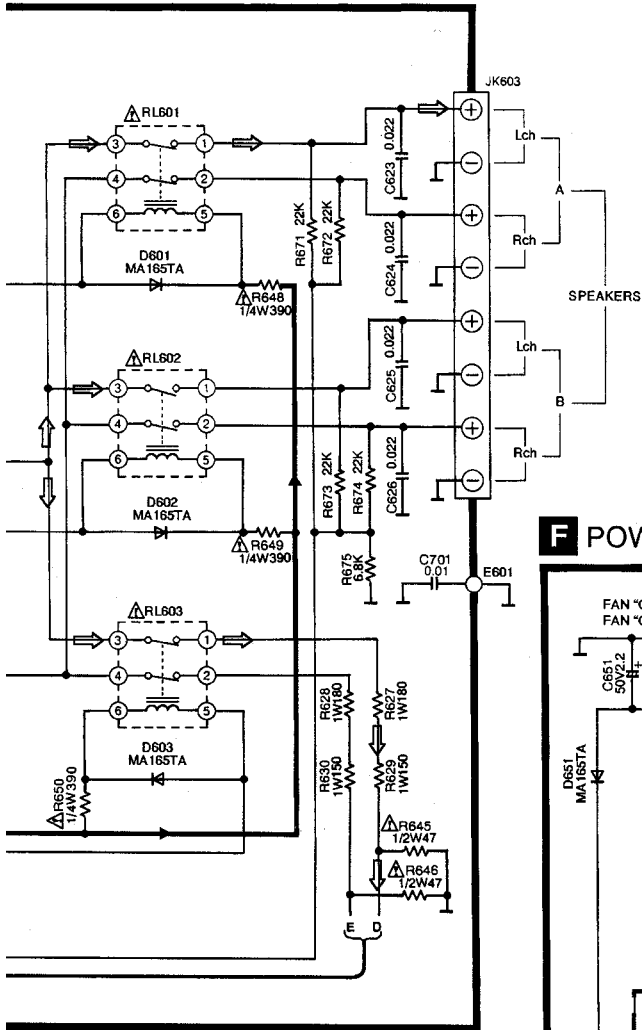 JK603
RL601
3
1
4
2
6
5
D601
MA165TA
R648
1/4W390
R671 22K
R672 22K
C623 0.022
C624 0.022
+
−
+
−
+
−
+
−
Lch
Rch
A
SPEAKERS
Lch
Rch
B
RL602
3
1
4
2
6
5
D602
MA165TA
R649
1/4W390
R673 22K
R674 22K
C625 0.022
C626 0.022
R675
6.8K
C701
0.01
E601
F POW
FAN "C
FAN "C
C651
50V2.2
+
D651
MA165TA
RL603
3
1
4
2
6
5
D603
MA165TA
R650
1/4W390
R628
1W180
R627
1W180
R630
1W150
R629
1W150
R645
1/2W47
R646
1/2W47
E D